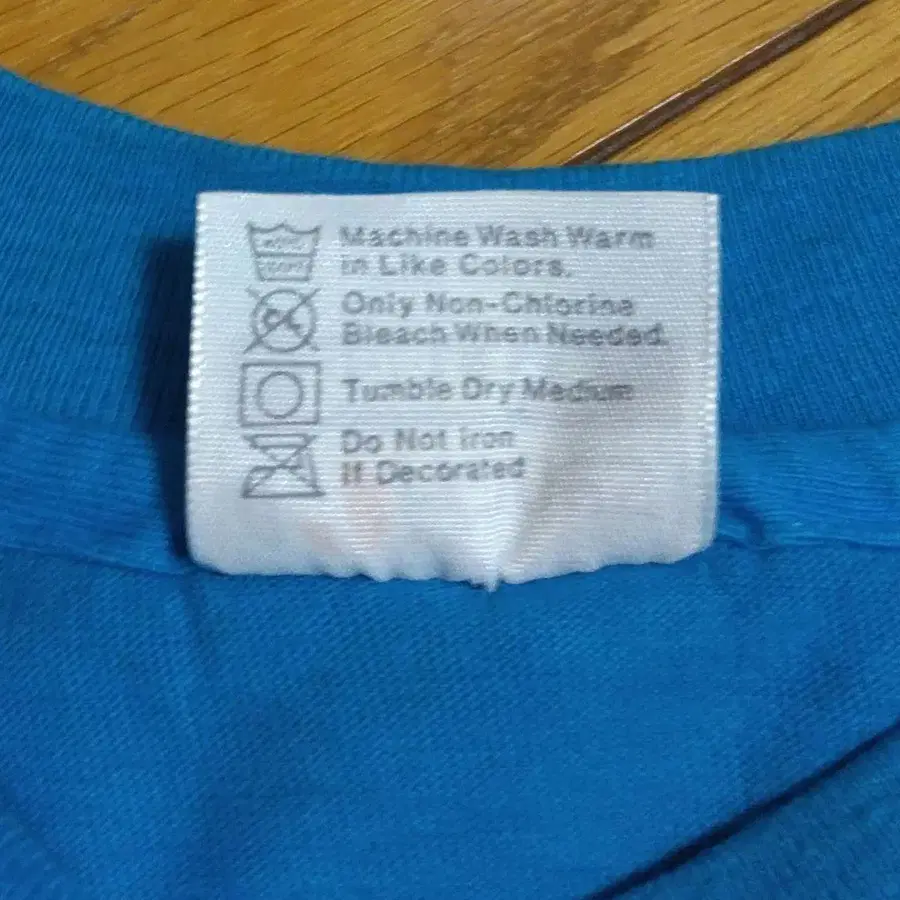 Machine Wash Warm
in Like Colors.
Only Non-Chlorine
Bleach When Needed.
Tumble Dry Medium
Do Not Iron
If Decorated